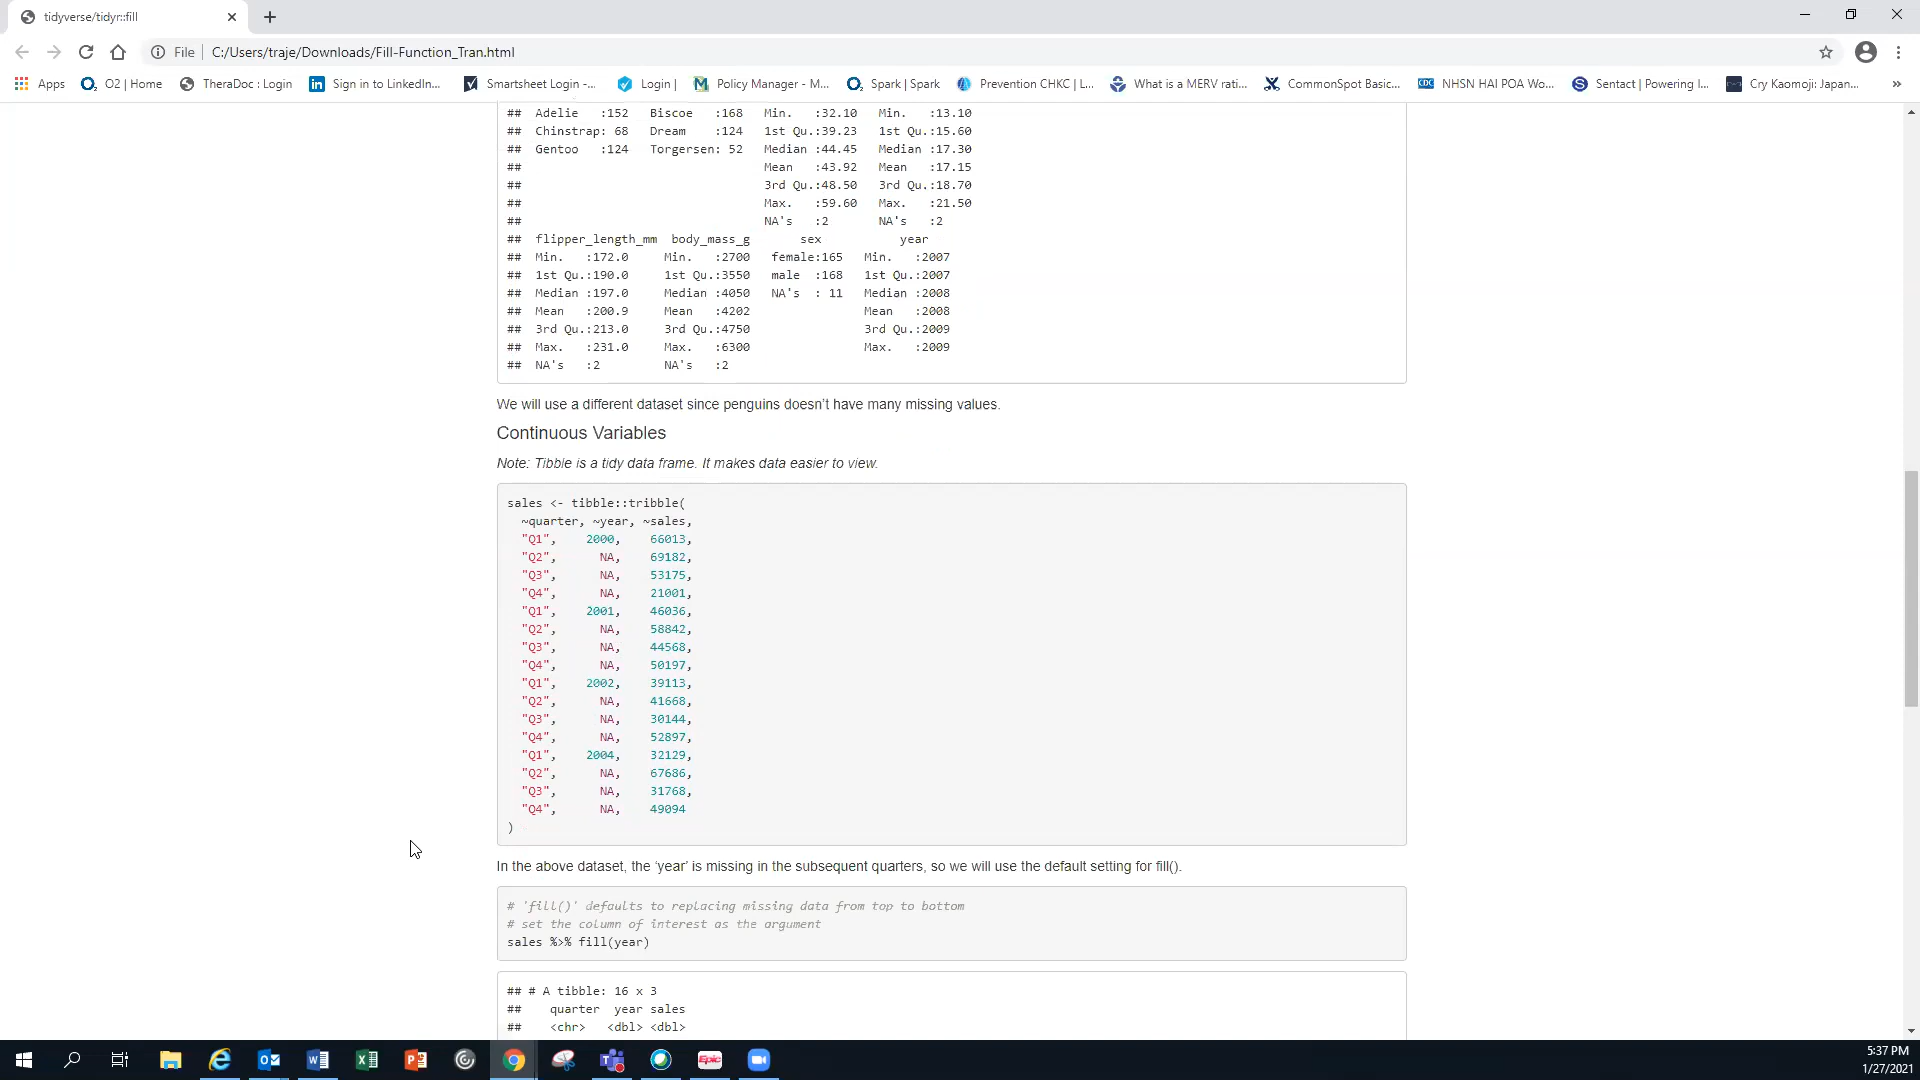 tidyverse/tidyr::fill
File C:/Users/traje/Downloads/Fill-Function_Tran.html
Apps O2 | Home TheraDoc : Login Sign in to LinkedIn... Smartsheet Login -... Login | Policy Manager - M... Spark | Spark Prevention CHKC | L... What is a MERV rati... CommonSpot Basic... NHSN HAI POA Wo... Sentact | Powering I... Cry Kaomoji: Japan... »
## Adelie :152 Biscoe :168 Min. :32.10 Min. :13.10
## Chinstrap: 68 Dream :124 1st Qu.:39.23 1st Qu.:15.60
## Gentoo :124 Torgersen: 52 Median :44.45 Median :17.30
## Mean :43.92 Mean :17.15
## 3rd Qu.:48.50 3rd Qu.:18.70
## Max. :59.60 Max. :21.50
## NA's :2 NA's :2
## flipper_length_mm body_mass_g sex year
## Min. :172.0 Min. :2700 female:165 Min. :2007
## 1st Qu.:190.0 1st Qu.:3550 male :168 1st Qu.:2007
## Median :197.0 Median :4050 NA's : 11 Median :2008
## Mean :200.9 Mean :4202 Mean :2008
## 3rd Qu.:213.0 3rd Qu.:4750 3rd Qu.:2009
## Max. :231.0 Max. :6300 Max. :2009
## NA's :2 NA's :2
We will use a different dataset since penguins doesn't have many missing values.
Continuous Variables
Note: Tibble is a tidy data frame. It makes data easier to view.
sales <- tibble::tribble(
~quarter, ~year, ~sales,
"Q1", 2000, 66013,
"Q2", NA, 69182,
"Q3", NA, 53175,
"Q4", NA, 21001,
"Q1", 2001, 46036,
"Q2", NA, 58842,
"Q3", NA, 44568,
"Q4", NA, 50197,
"Q1", 2002, 39113,
"Q2", NA, 41668,
"Q3", NA, 30144,
"Q4", NA, 52897,
"Q1", 2004, 32129,
"Q2", NA, 67686,
"Q3", NA, 31768,
"Q4", NA, 49094
)
In the above dataset, the ‘year’ is missing in the subsequent quarters, so we will use the default setting for fill().
# 'fill()' defaults to replacing missing data from top to bottom
# set the column of interest as the argument
sales %>% fill(year)
## # A tibble: 16 x 3
## quarter year sales
## <chr> <dbl> <dbl>
Epic
5:37 PM
1/27/2021